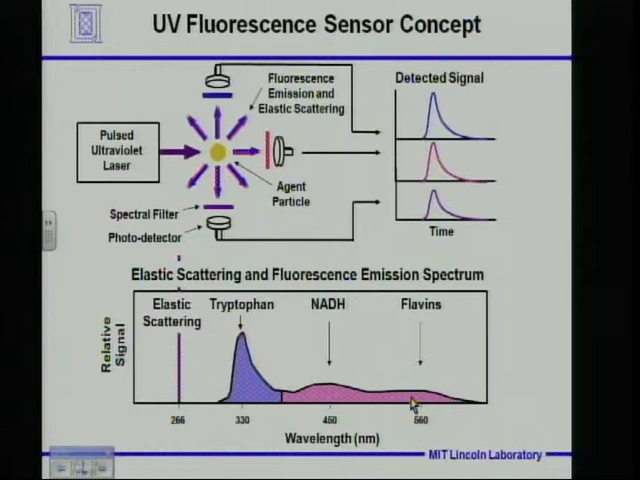 UV Fluorescence Sensor Concept
Fluorescence
Emission and
Elastic Scattering
Detected Signal
Pulsed
Ultraviolet
Laser
Agent
Particle
Spectral Filter
Photo-detector
Time
Elastic Scattering and Fluorescence Emission Spectrum
Elastic
Scattering
Tryptophan
NADH
Flavins
Relative
Signal
266
330
450
560
Wavelength (nm)
MIT Lincoln Laboratory